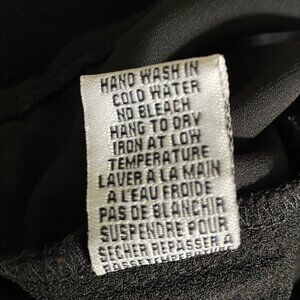 HAND WASH IN
COLD WATER
NO BLEACH
HANG TO DRY
IRON AT LOW
TEMPERATURE
LAVER A LA MAIN
A L'EAU FROIDE
PAS DE BLANCHIR
SUSPENDRE POUR
SECHER REPASSER A